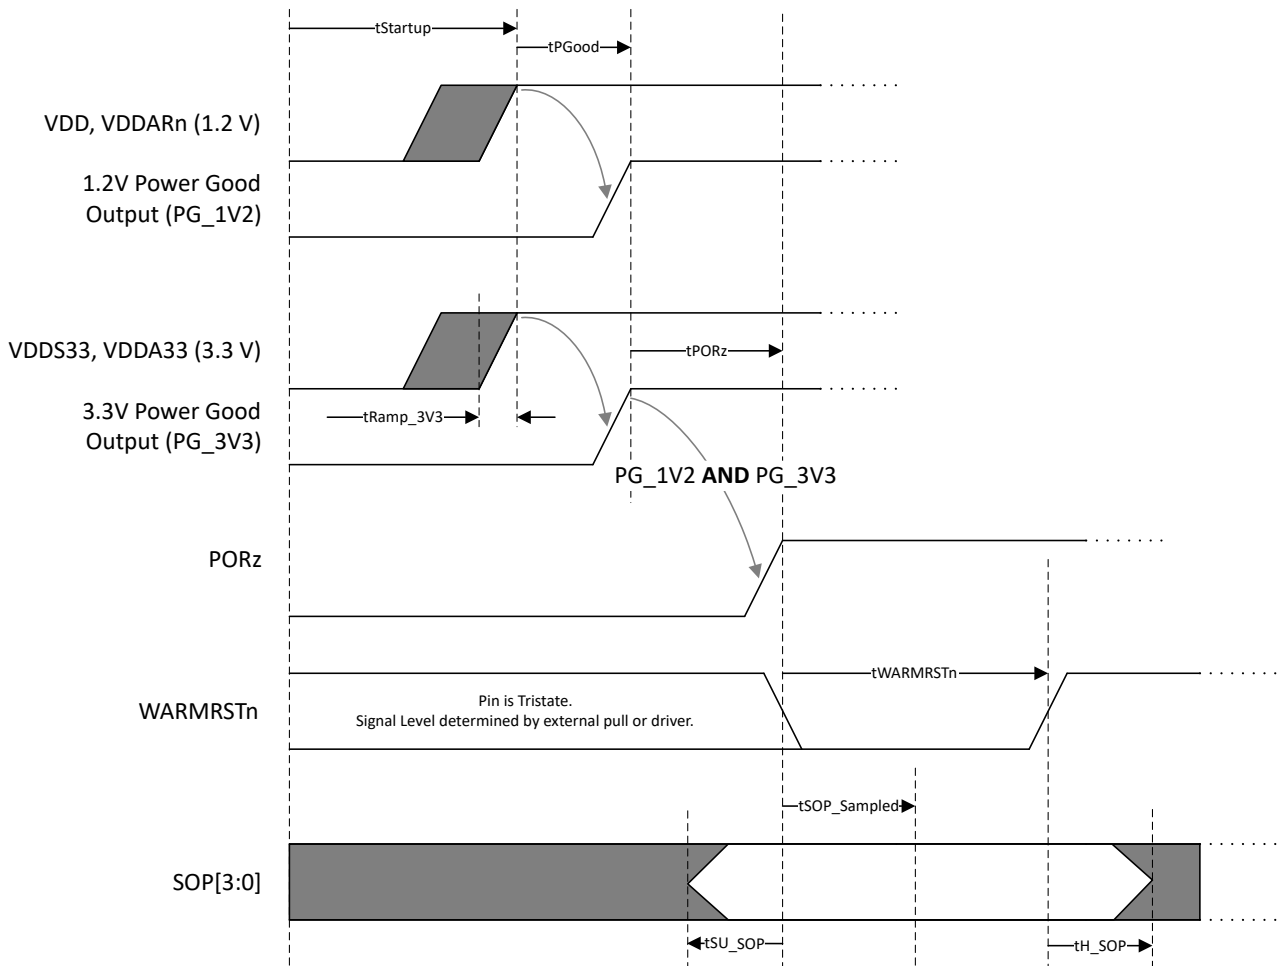 tStartup
tPGood
VDD, VDDARn (1.2 V)
1.2V Power Good
Output (PG_1V2)
VDDS33, VDDA33 (3.3 V)
tPORz
3.3V Power Good
Output (PG_3V3)
tRamp_3V3
PG_1V2 AND PG_3V3
PORz
tWARMRSTn
WARMRSTn
Pin is Tristate.
Signal Level determined by external pull or driver.
tSOP_Sampled
SOP[3:0]
tSU_SOP
tH_SOP